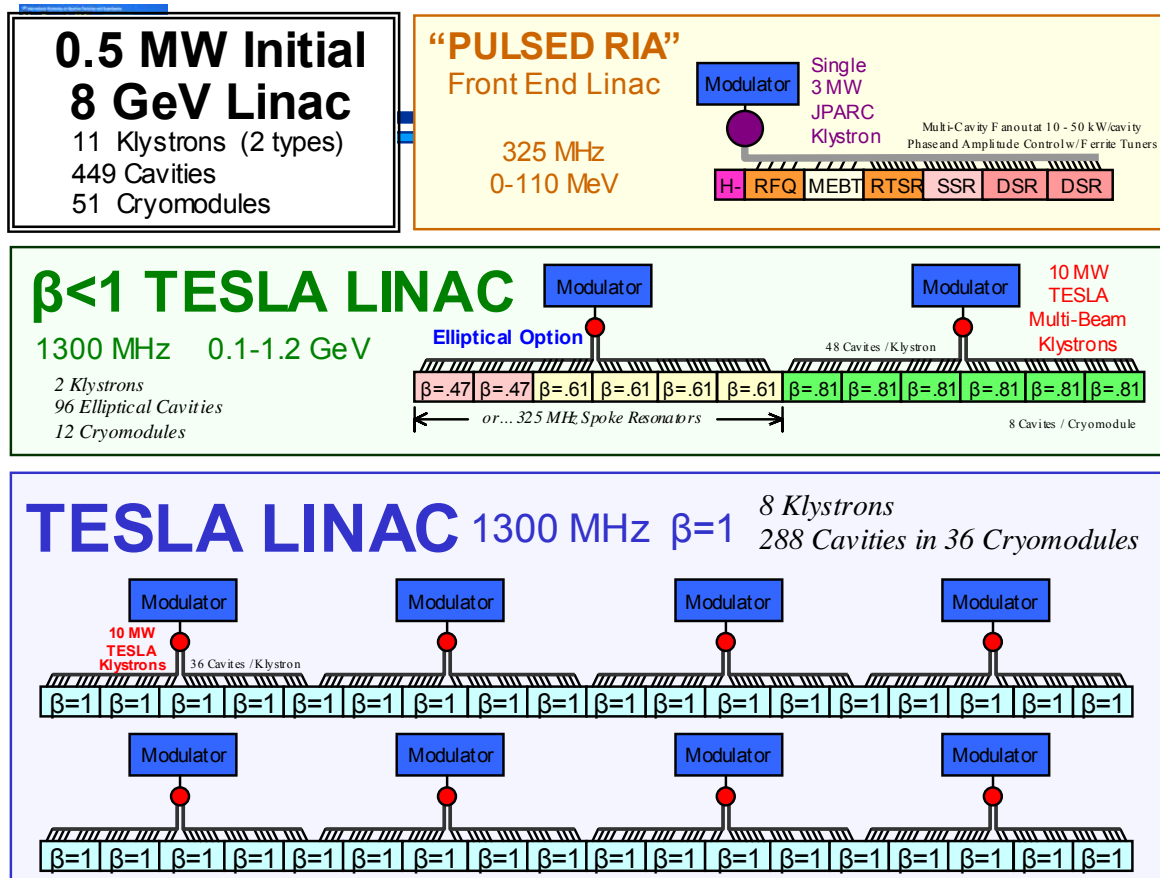 0.5 MW Initial
8 GeV Linac
11 Klystrons (2 types)
449 Cavities
51 Cryomodules
“PULSED RIA”
Front End Linac
325 MHz
0-110 MeV
Modulator
Single
3 MW
JPARC
Klystron
Multi-Cavity Fanout at 10 - 50 kW/cavity
Phase and Amplitude Control w/ Ferrite Tuners
H- RFQ MEBT RTSR SSR DSR DSR
β<1 TESLA LINAC
1300 MHz 0.1-1.2 GeV
2 Klystrons
96 Elliptical Cavities
12 Cryomodules
Modulator Modulator
Elliptical Option
10 MW
TESLA
Multi-Beam
Klystrons
48 Cavites / Klystron
β=.47 β=.47 β=.61 β=.61 β=.61 β=.61 β=.81 β=.81 β=.81 β=.81 β=.81 β=.81
or… 325 MHz Spoke Resonators
8 Cavites / Cryomodule
TESLA LINAC 1300 MHz β=1
8 Klystrons
288 Cavities in 36 Cryomodules
Modulator Modulator Modulator Modulator
10 MW
TESLA
Klystrons
36 Cavites / Klystron
β=1 β=1 β=1 β=1 β=1 β=1 β=1 β=1 β=1 β=1 β=1 β=1 β=1 β=1 β=1 β=1 β=1 β=1
Modulator Modulator Modulator Modulator
β=1 β=1 β=1 β=1 β=1 β=1 β=1 β=1 β=1 β=1 β=1 β=1 β=1 β=1 β=1 β=1 β=1 β=1